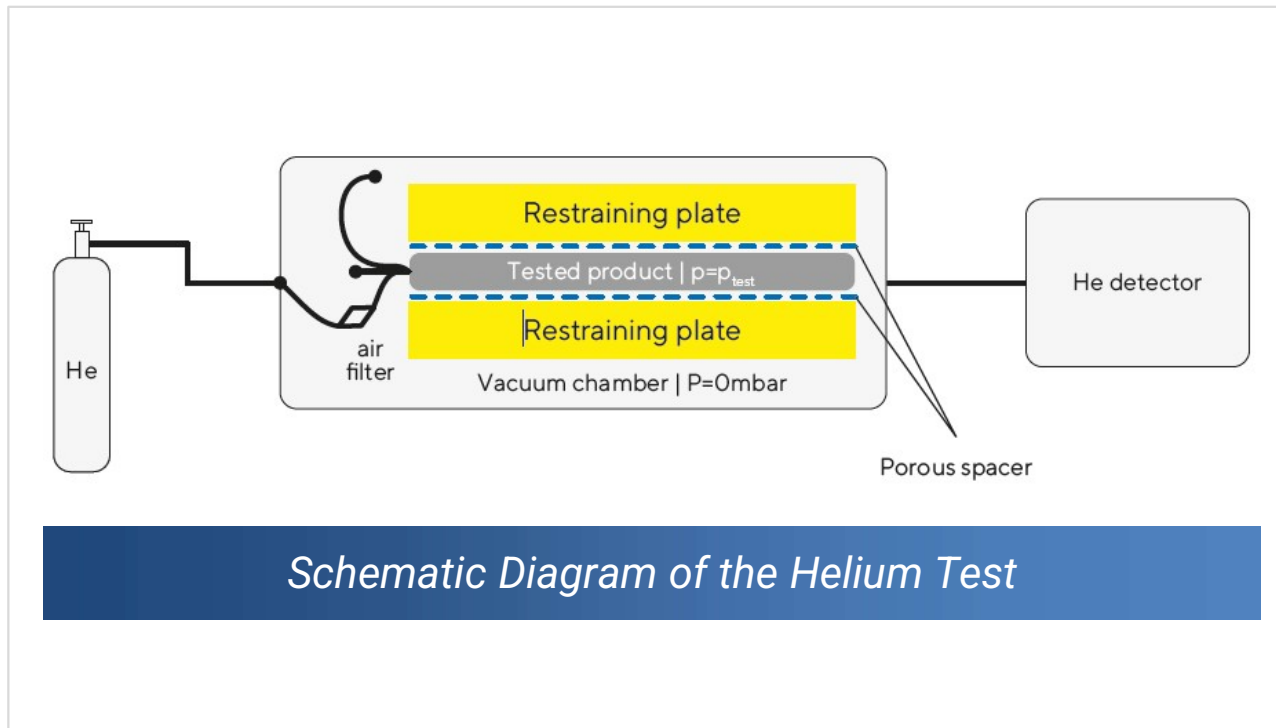 Restraining plate
Tested product | p=p_test
Restraining plate
He
air
filter
Vacuum chamber | P=0mbar
He detector
Porous spacer
Schematic Diagram of the Helium Test